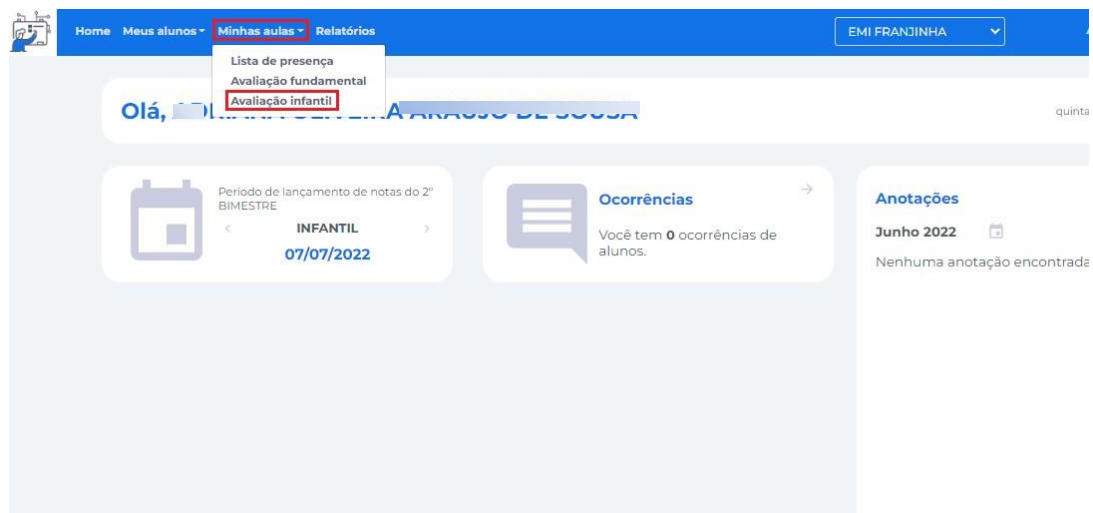 Home Meus alunos Minhas aulas Relatórios EMI FRANJINHA
Lista de presença
Avaliação fundamental
Avaliação infantil
Olá,
quinta
Período de lançamento de notas do 2º
BIMESTRE
INFANTIL
07/07/2022
Ocorrências
Você tem 0 ocorrências de
alunos.
Anotações
Junho 2022
Nenhuma anotação encontrada